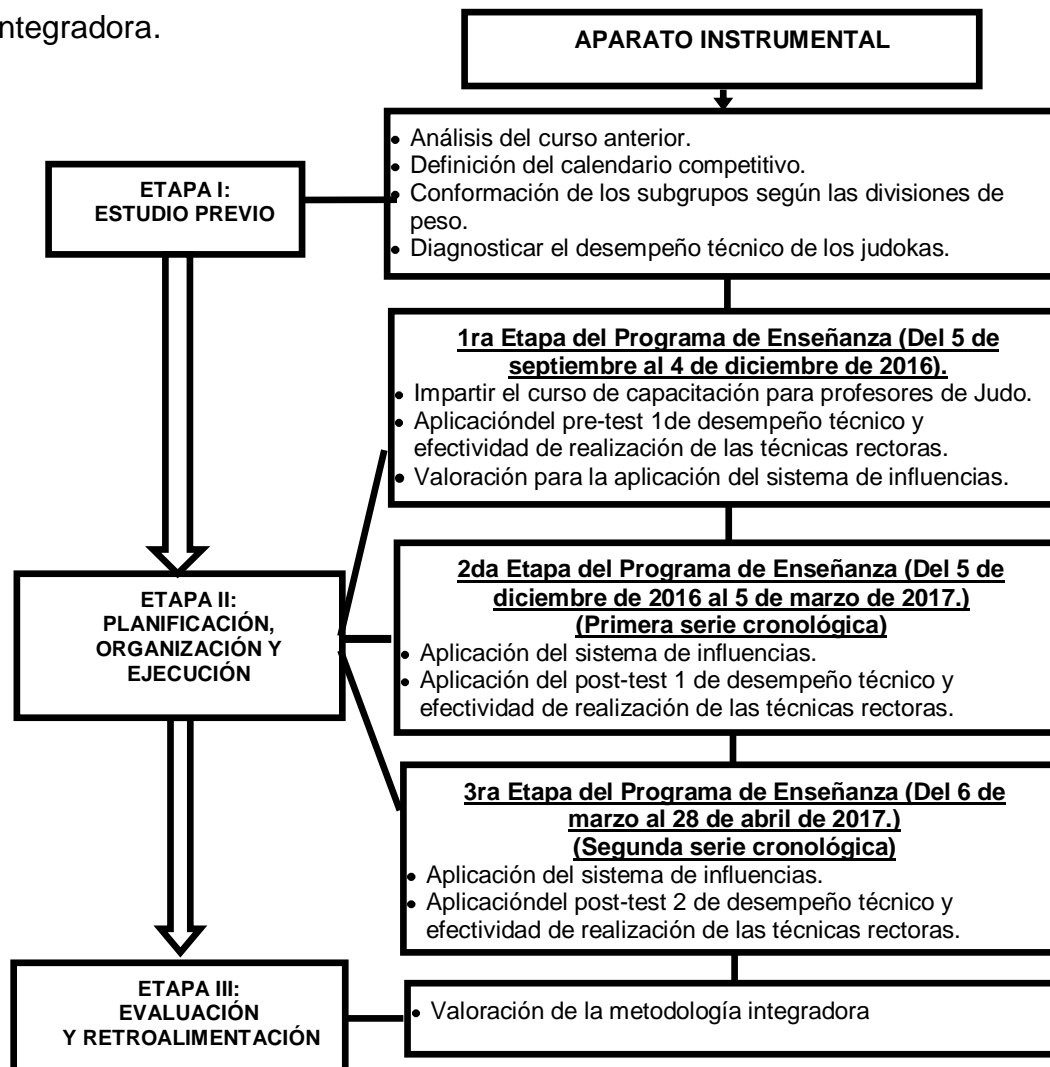 ntegradora.
APARATO INSTRUMENTAL
• Análisis del curso anterior.
• Definición del calendario competitivo.
• Conformación de los subgrupos según las divisiones de
peso.
• Diagnosticar el desempeño técnico de los judokas.
ETAPA I:
ESTUDIO PREVIO
1ra Etapa del Programa de Enseñanza (Del 5 de
septiembre al 4 de diciembre de 2016).
• Impartir el curso de capacitación para profesores de Judo.
• Aplicacióndel pre-test 1de desempeño técnico y
efectividad de realización de las técnicas rectoras.
• Valoración para la aplicación del sistema de influencias.
ETAPA II:
PLANIFICACIÓN,
ORGANIZACIÓN Y
EJECUCIÓN
2da Etapa del Programa de Enseñanza (Del 5 de
diciembre de 2016 al 5 de marzo de 2017.)
(Primera serie cronológica)
• Aplicación del sistema de influencias.
• Aplicación del post-test 1 de desempeño técnico y
efectividad de realización de las técnicas rectoras.
3ra Etapa del Programa de Enseñanza (Del 6 de
marzo al 28 de abril de 2017.)
(Segunda serie cronológica)
• Aplicación del sistema de influencias.
• Aplicacióndel post-test 2 de desempeño técnico y
efectividad de realización de las técnicas rectoras.
ETAPA III:
EVALUACIÓN
Y RETROALIMENTACIÓN
• Valoración de la metodología integradora